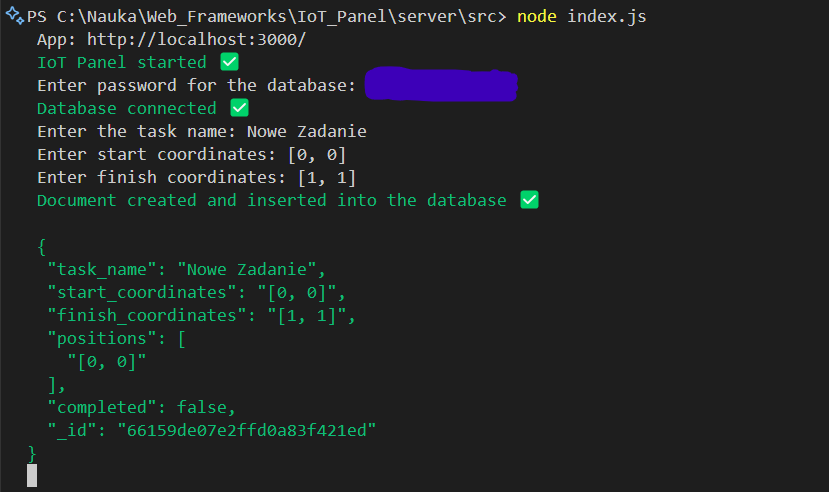 PS C:\Nauka\Web_Frameworks\IoT_Panel\server\src> node index.js
App: http://localhost:3000/
IoT Panel started ✅
Enter password for the database:
Database connected ✅
Enter the task name: Nowe Zadanie
Enter start coordinates: [0, 0]
Enter finish coordinates: [1, 1]
Document created and inserted into the database ✅
{
"task_name": "Nowe Zadanie",
"start_coordinates": "[0, 0]",
"finish_coordinates": "[1, 1]",
"positions": [
"[0, 0]"
],
"completed": false,
"_id": "66159de07e2ffd0a83f421ed"
}